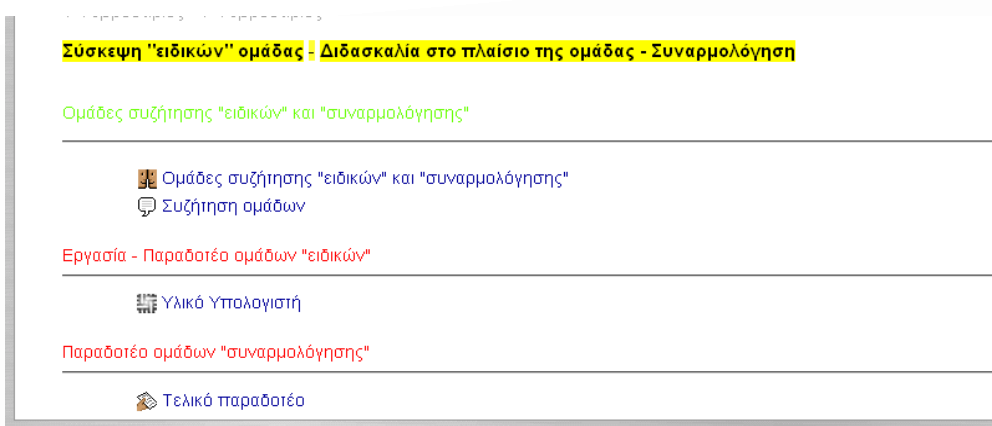 Σύσκεψη "ειδικών" ομάδας - Διδασκαλία στο πλαίσιο της ομάδας - Συναρμολόγηση
Ομάδες συζήτησης "ειδικών" και "συναρμολόγησης"
Ομάδες συζήτησης "ειδικών" και "συναρμολόγησης"
Συζήτηση ομάδων
Εργασία - Παραδοτέο ομάδων "ειδικών"
Υλικό Υπολογιστή
Παραδοτέο ομάδων "συναρμολόγησης"
Τελικό παραδοτέο